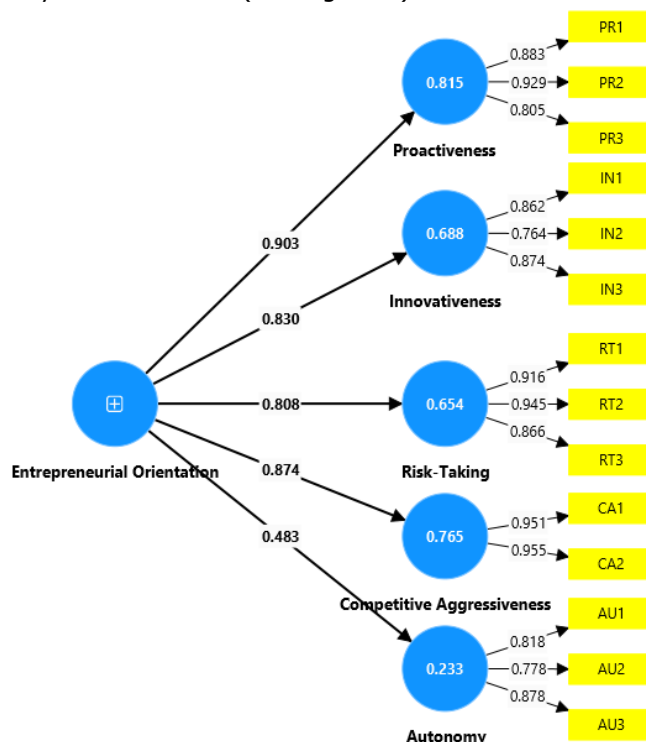 PR1
0.883
0.815
0.929
PR2
0.805
PR3
Proactiveness
IN1
0.862
0.903
0.688
0.764
IN2
0.874
IN3
Innovativeness
0.830
RT1
0.916
0.808
0.654
0.945
RT2
0.866
RT3
Entrepreneurial Orientation
Risk-Taking
0.874
CA1
0.951
0.765
0.483
0.955
CA2
Competitive Aggressiveness
AU1
0.818
0.233
0.778
AU2
0.878
AU3
Autonomy